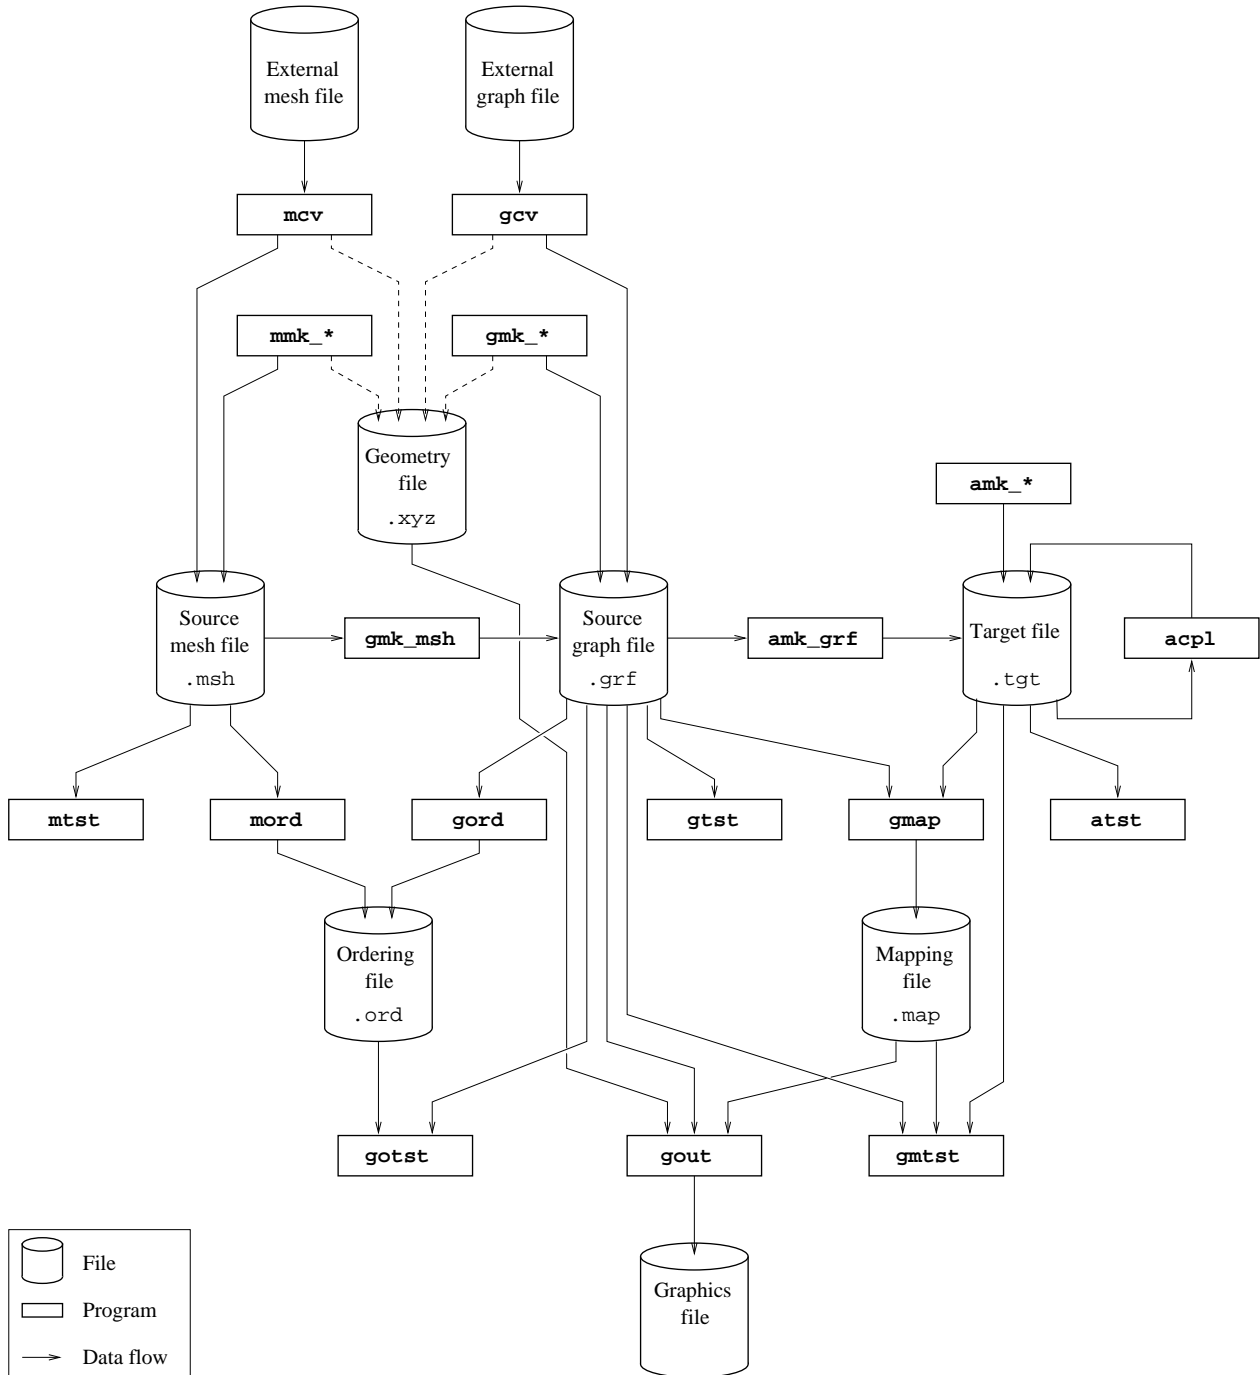 External
mesh file
External
graph file
mcv
gcv
mmk_*
gmk_*
Geometry
file
.xyz
amk_*
Source
mesh file
.msh
gmk_msh
Source
graph file
.grf
amk_grf
Target file
.tgt
acpl
mtst
mord
gord
gtst
gmap
atst
Ordering
file
.ord
Mapping
file
.map
gotst
gout
gmtst
File
Program
Data flow
Graphics
file